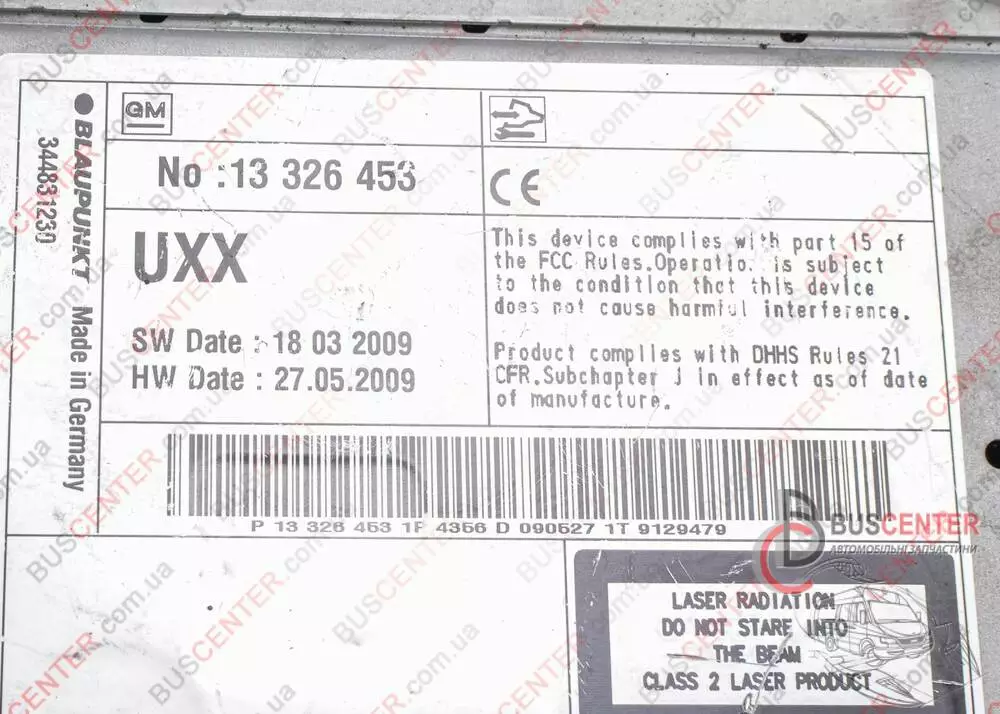 GM
No :13 326 453
UXX
SW Date : 18 03 2009
HW Date : 27.05.2009
CE
This device complies with part 15 of
the FCC Rules.Operation is subject
to the condition that this device
does not cause harmful interference.
Product complies with DHHS Rules 21
CFR.Subchapter J in effect as of date
of manufacture.
BLAUPUNKT Made in Germany
344831230
P 13 326 453 1P 4356 D 090527 1T 9129479
LASER RADIATION
DO NOT STARE INTO
THE BEAM
CLASS 2 LASER PRODUCT
BUSCENTER
АВТОМОБІЛЬНІ ЗАПЧАСТИНИ
BUSCENTER.com.ua